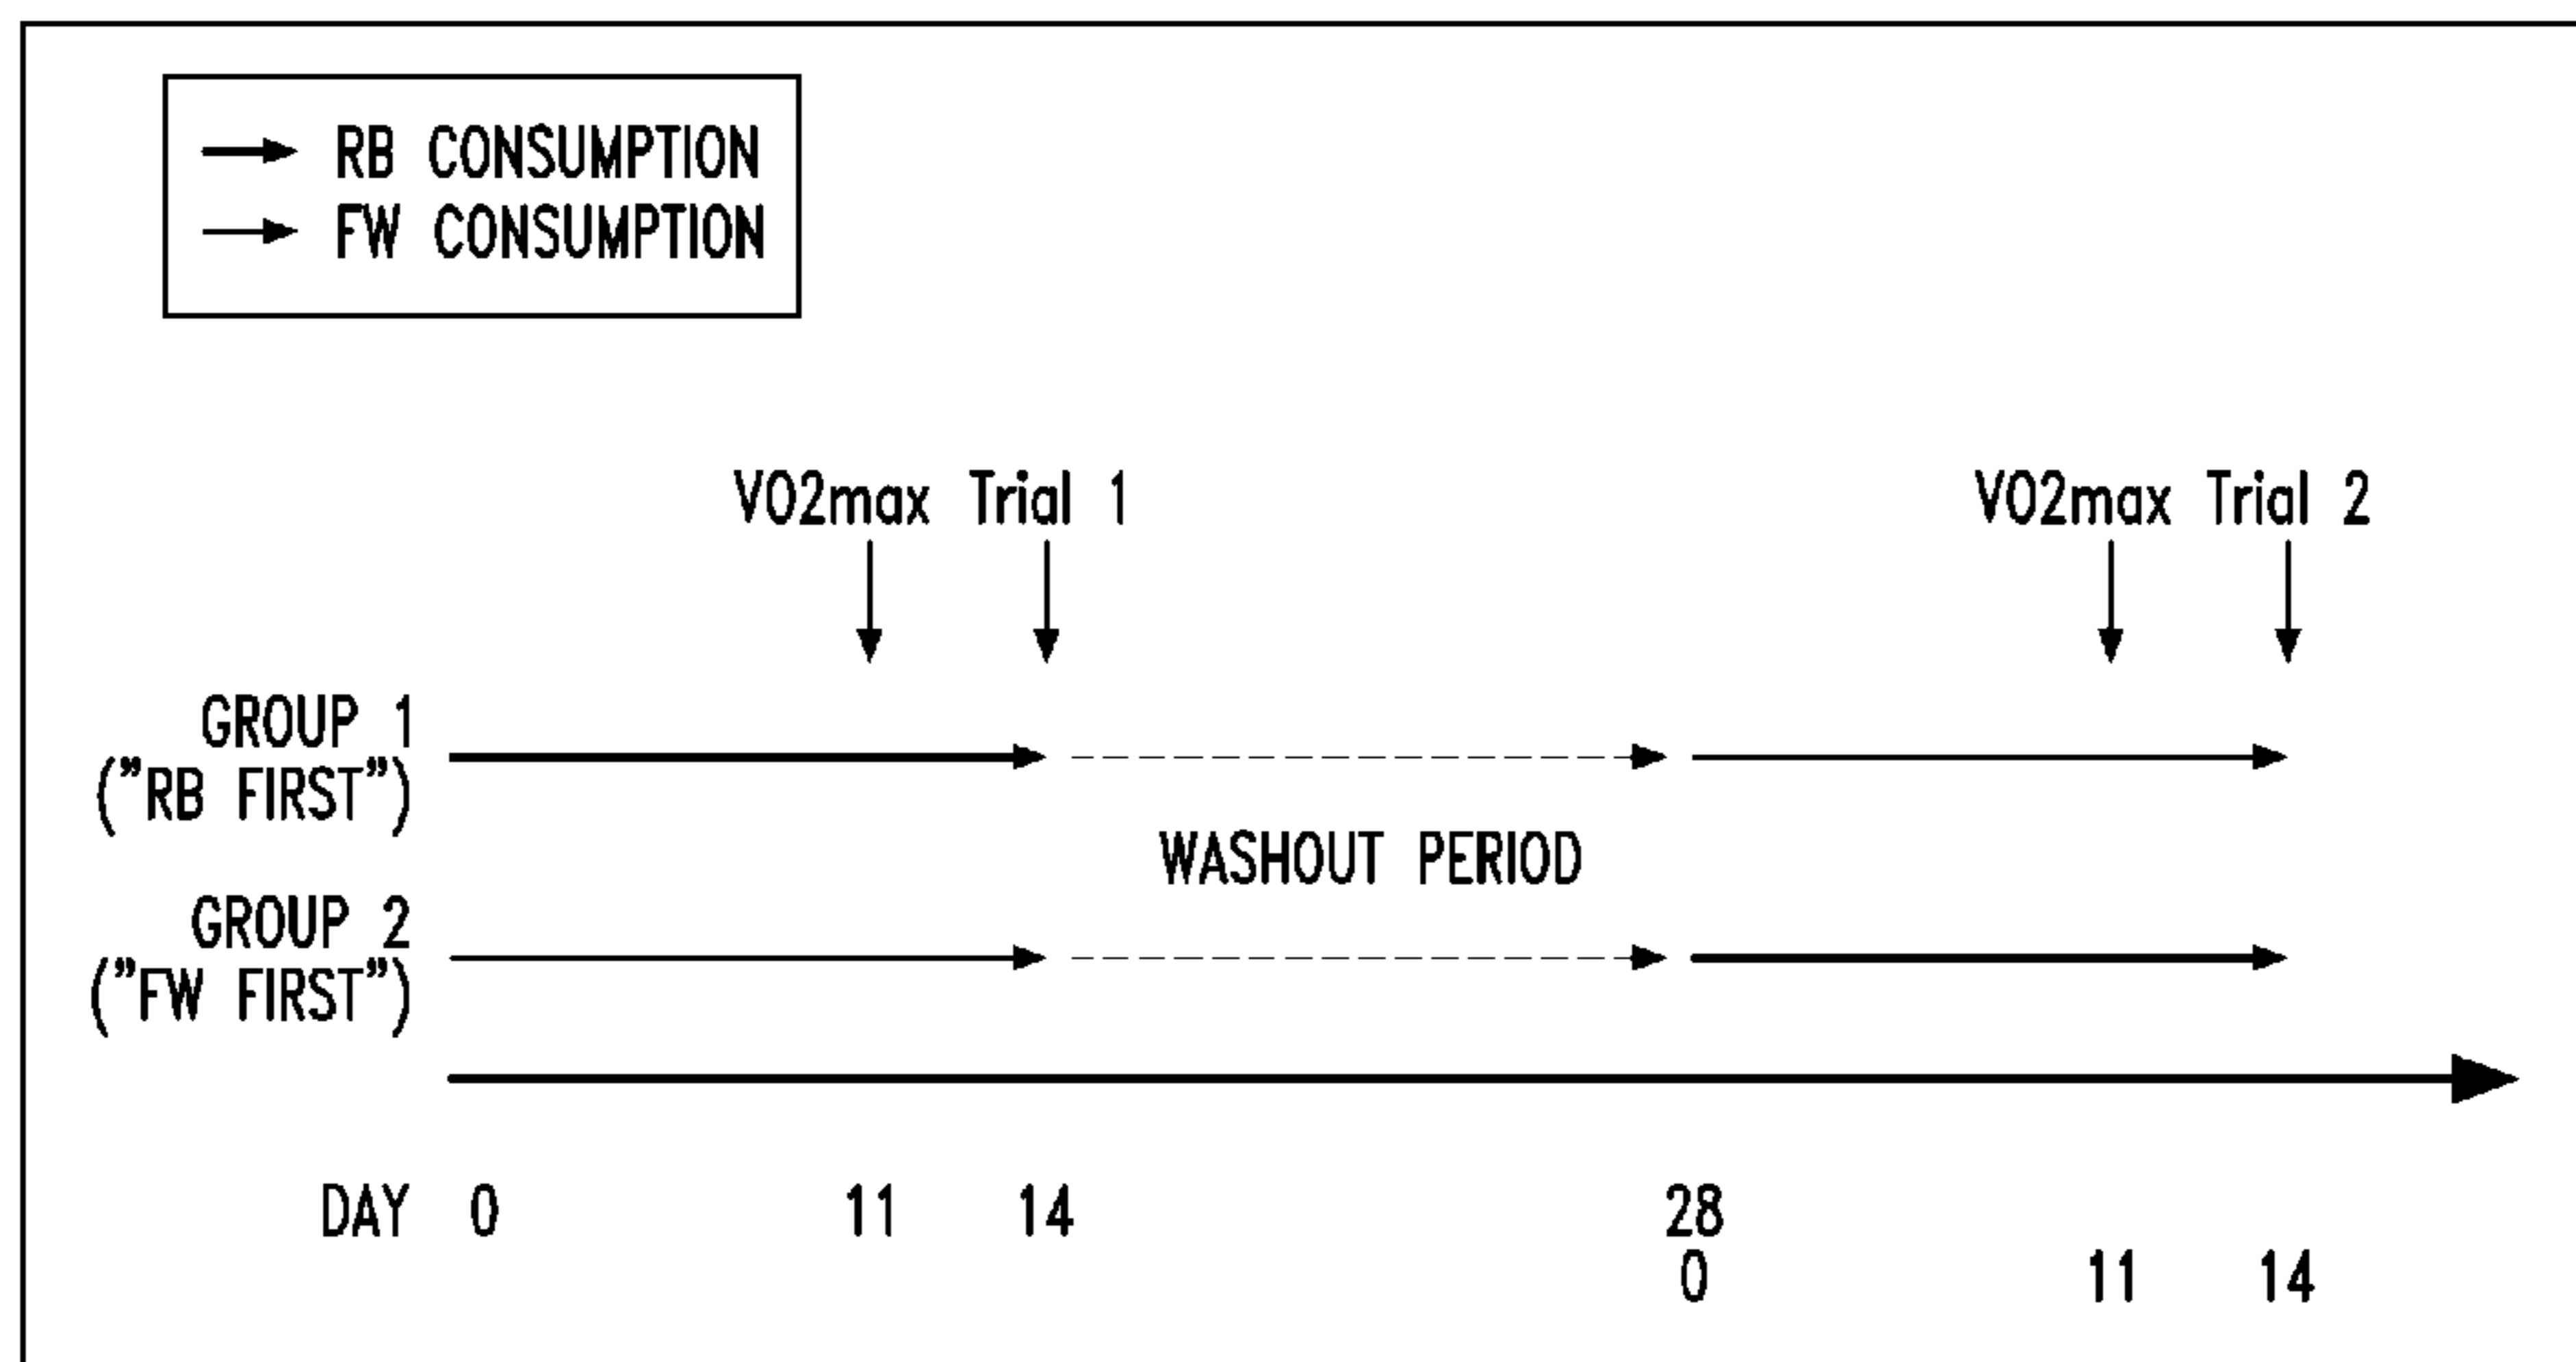 RB CONSUMPTION
FW CONSUMPTION
VO2max Trial 1
VO2max Trial 2
GROUP 1
("RB FIRST")
WASHOUT PERIOD
GROUP 2
("FW FIRST")
DAY 0 11 14 28
0 11 14